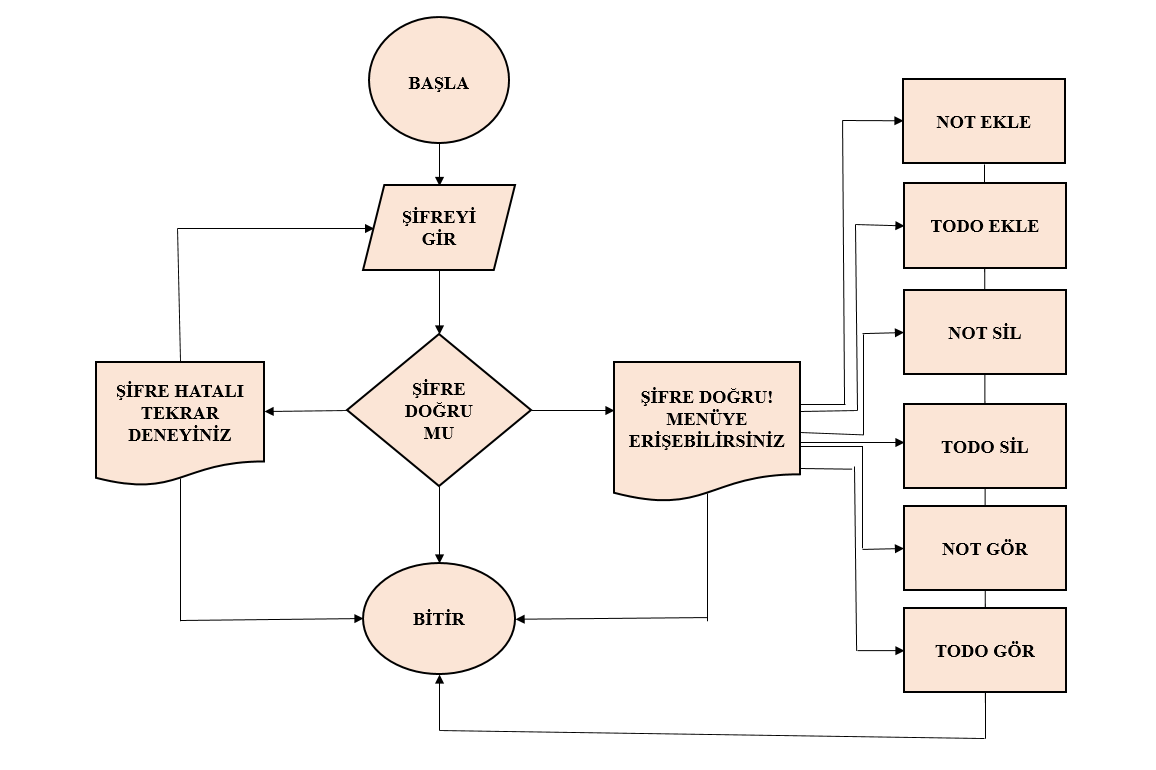 BAŞLA
ŞİFREYİ
GİR
ŞİFRE HATALI
TEKRAR
DENEYİNİZ
ŞİFRE
DOĞRU
MU
ŞİFRE DOĞRU!
MENÜYE
ERİŞEBİLİRSİNİZ
BİTİR
NOT EKLE
TODO EKLE
NOT SİL
TODO SİL
NOT GÖR
TODO GÖR